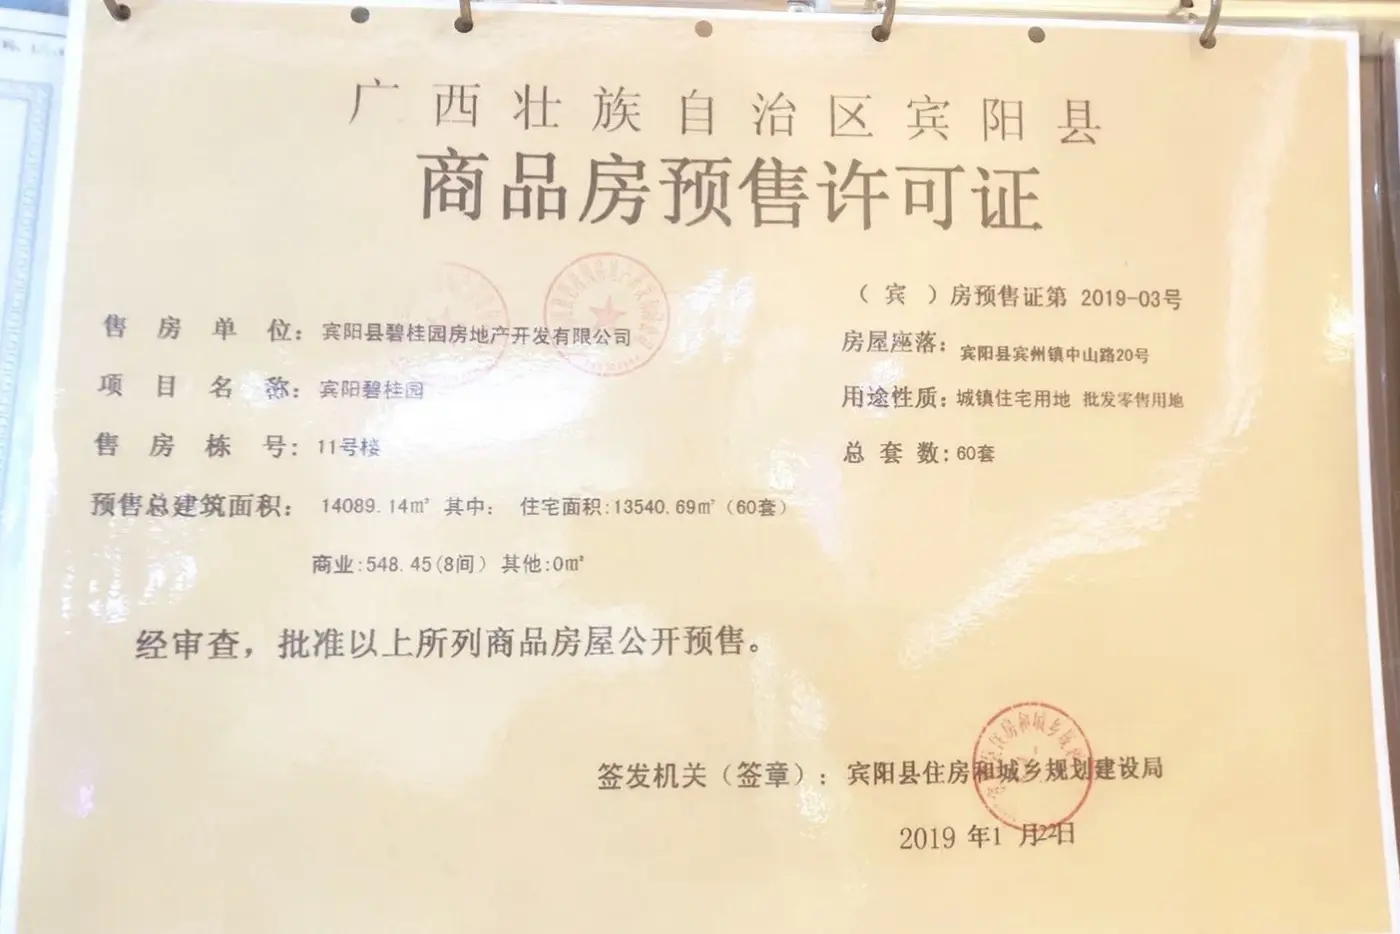 广西壮族自治区宾阳县
商品房预售许可证
（ 宾 ）房预售证第 2019-03号
售房单位：宾阳县碧桂园房地产开发有限公司
房屋座落：宾阳县宾州镇中山路20号
项目名称：宾阳碧桂园
用途性质：城镇住宅用地 批发零售用地
售房栋号：11号楼
总套数：60套
预售总建筑面积： 14089.14㎡ 其中： 住宅面积:13540.69㎡（60套）
商业:548.45(8间） 其他:0㎡
经审查，批准以上所列商品房屋公开预售。
签发机关（签章）：宾阳县住房和城乡规划建设局
2019 年1 月22日